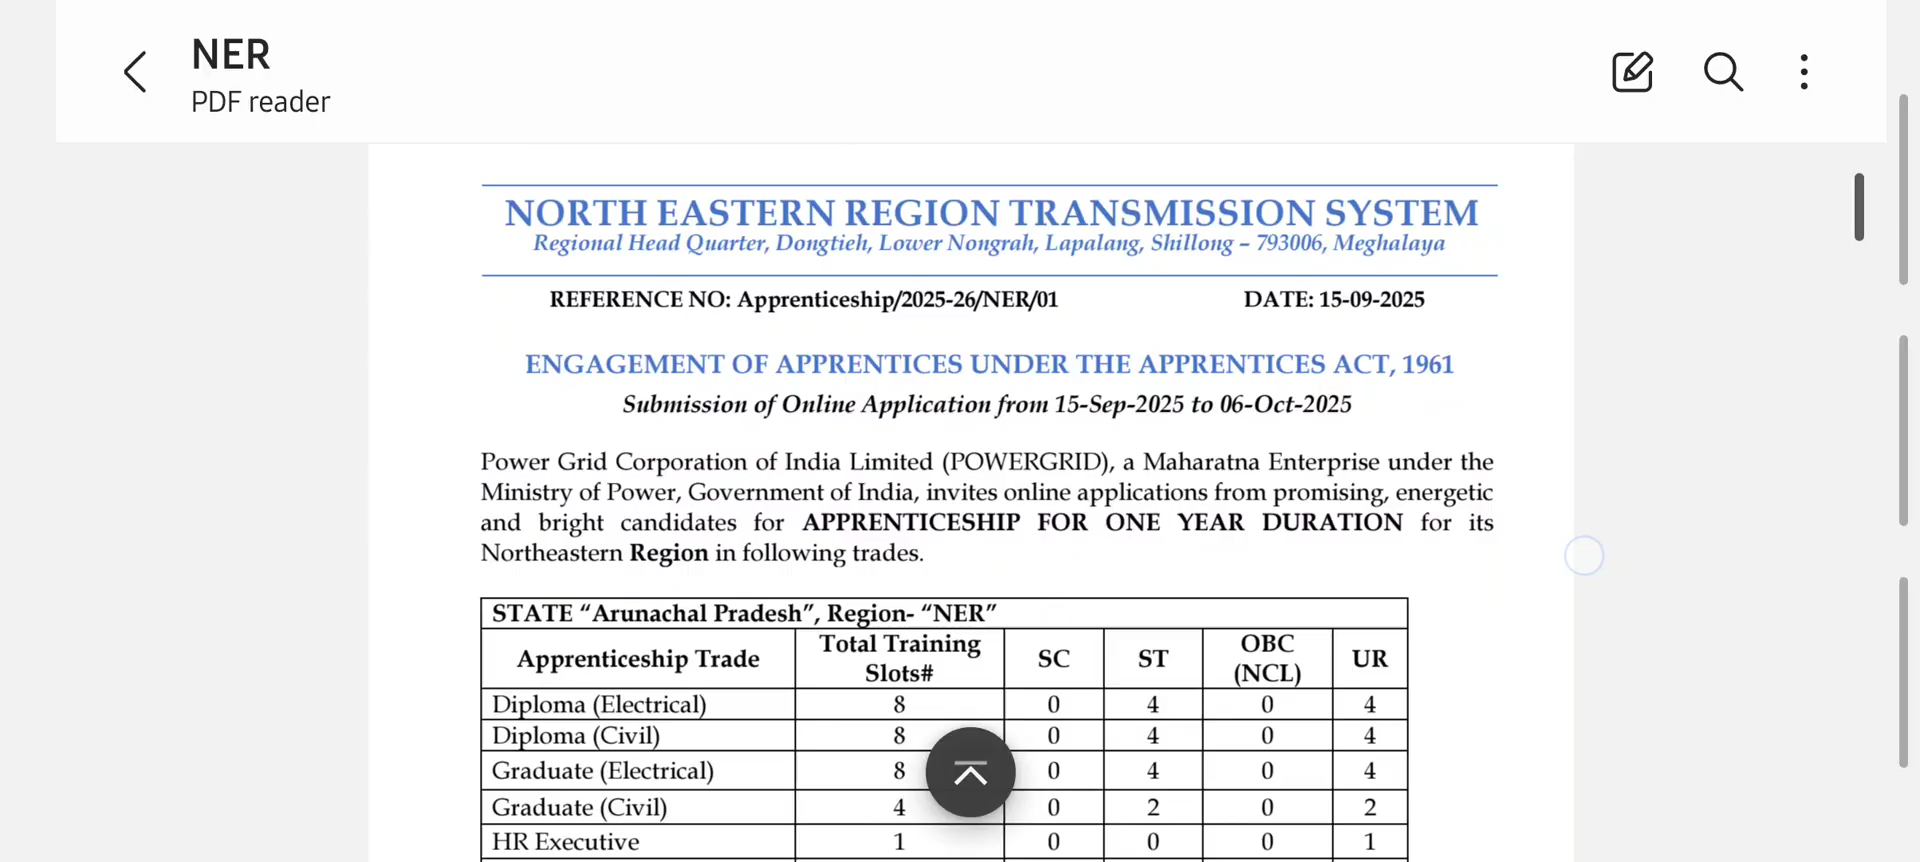 NER
PDF reader
NORTH EASTERN REGION TRANSMISSION SYSTEM
Regional Head Quarter, Dongtieh, Lower Nongrah, Lapalang, Shillong – 793006, Meghalaya
REFERENCE NO: Apprenticeship/2025-26/NER/01 DATE: 15-09-2025
ENGAGEMENT OF APPRENTICES UNDER THE APPRENTICES ACT, 1961
Submission of Online Application from 15-Sep-2025 to 06-Oct-2025
Power Grid Corporation of India Limited (POWERGRID), a Maharatna Enterprise under the
Ministry of Power, Government of India, invites online applications from promising, energetic
and bright candidates for APPRENTICESHIP FOR ONE YEAR DURATION for its
Northeastern Region in following trades.
STATE “Arunachal Pradesh”, Region- “NER”
Apprenticeship Trade Total Training Slots# SC ST OBC (NCL) UR
Diploma (Electrical) 8 0 4 0 4
Diploma (Civil) 8 0 4 0 4
Graduate (Electrical) 8 0 4 0 4
Graduate (Civil) 4 0 2 0 2
HR Executive 1 0 0 0 1